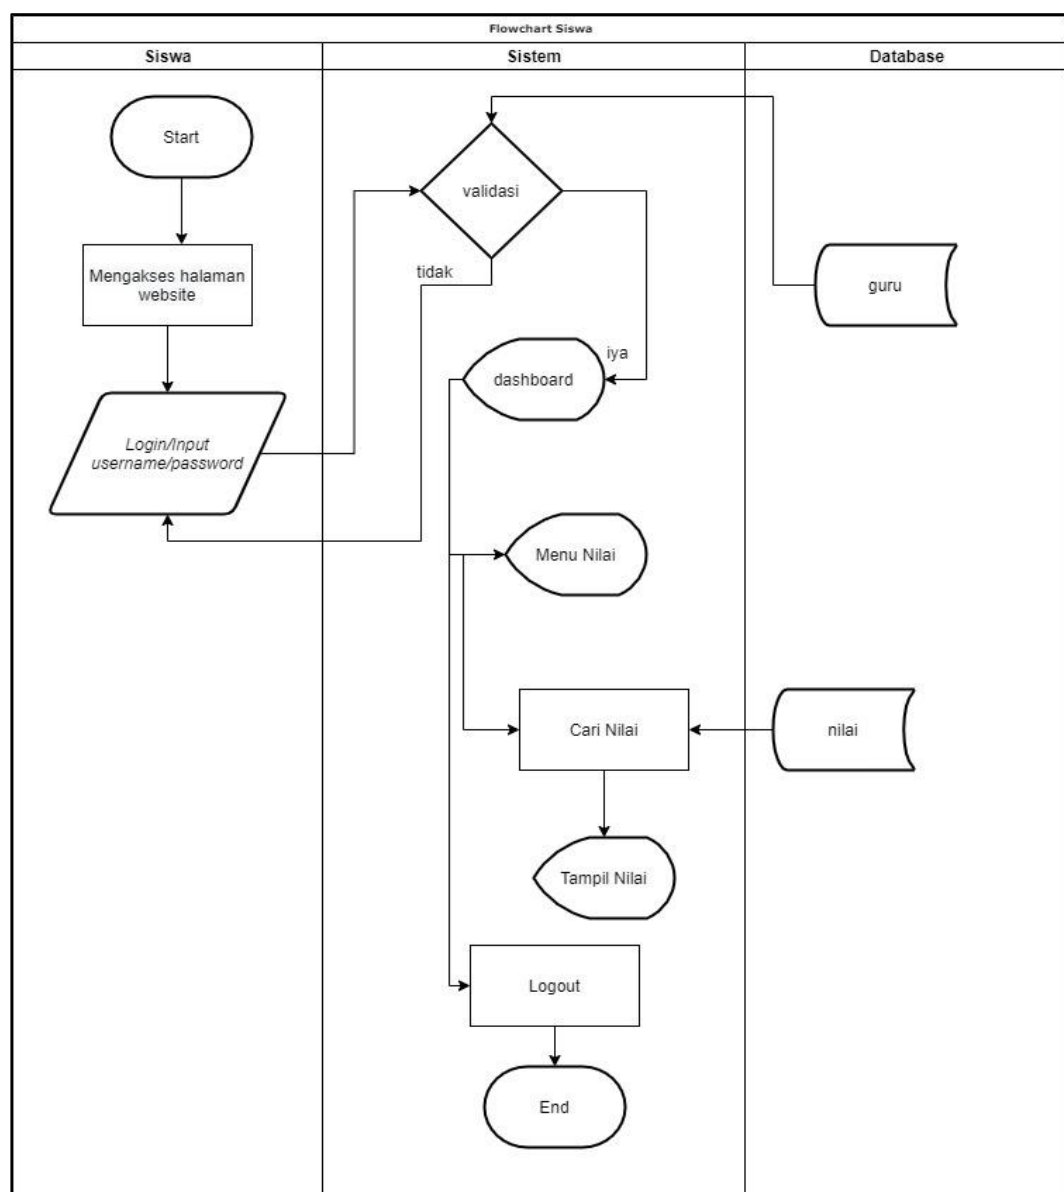 Flowchart Siswa
Siswa
Sistem
Database
Start
validasi
Mengakses halaman
website
tidak
guru
iya
dashboard
Login/Input
username/password
Menu Nilai
Cari Nilai
nilai
Tampil Nilai
Logout
End